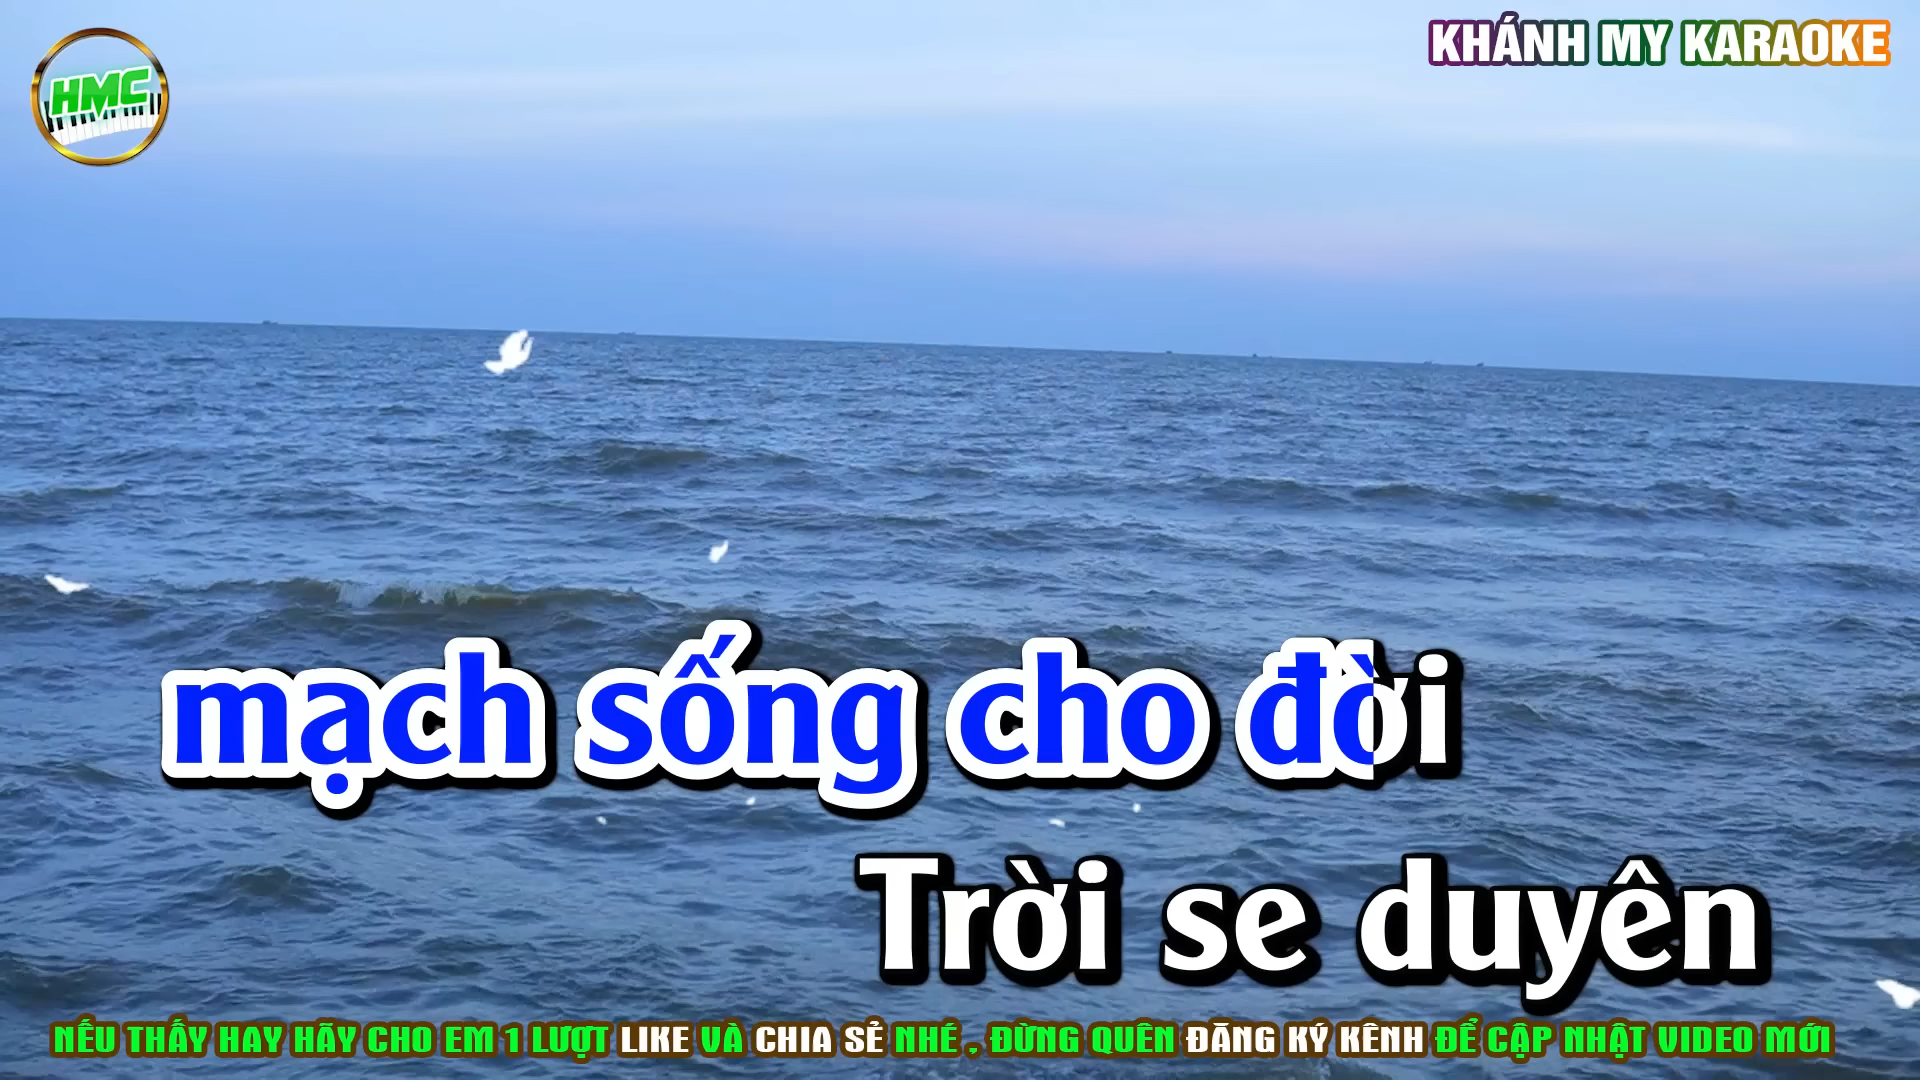 KHÁNH MY KARAOKE
HMC
mạch sống cho đời
Trời se duyên
NẾU THẤY HAY HÃY CHO EM 1 LƯỢT LIKE VÀ CHIA SẺ NHÉ , ĐỪNG QUÊN ĐĂNG KÝ KÊNH ĐỂ CẬP NHẬT VIDEO MỚI